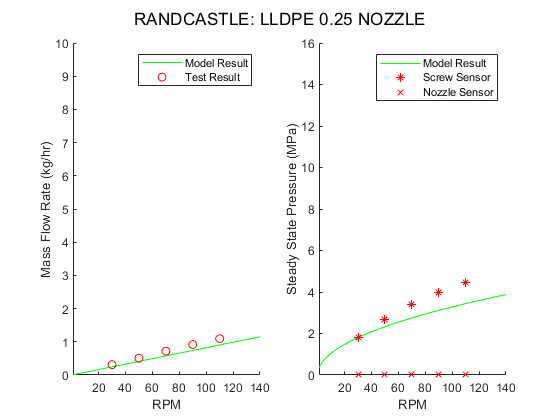 RANDCASTLE: LLDPE 0.25 NOZZLE
10
9
8
7
6
5
4
3
2
1
0
Mass Flow Rate (kg/hr)
Model Result
Test Result
20 40 60 80 100 120 140
RPM
16
14
12
10
8
6
4
2
0
Steady State Pressure (MPa)
Model Result
Screw Sensor
Nozzle Sensor
20 40 60 80 100 120 140
RPM